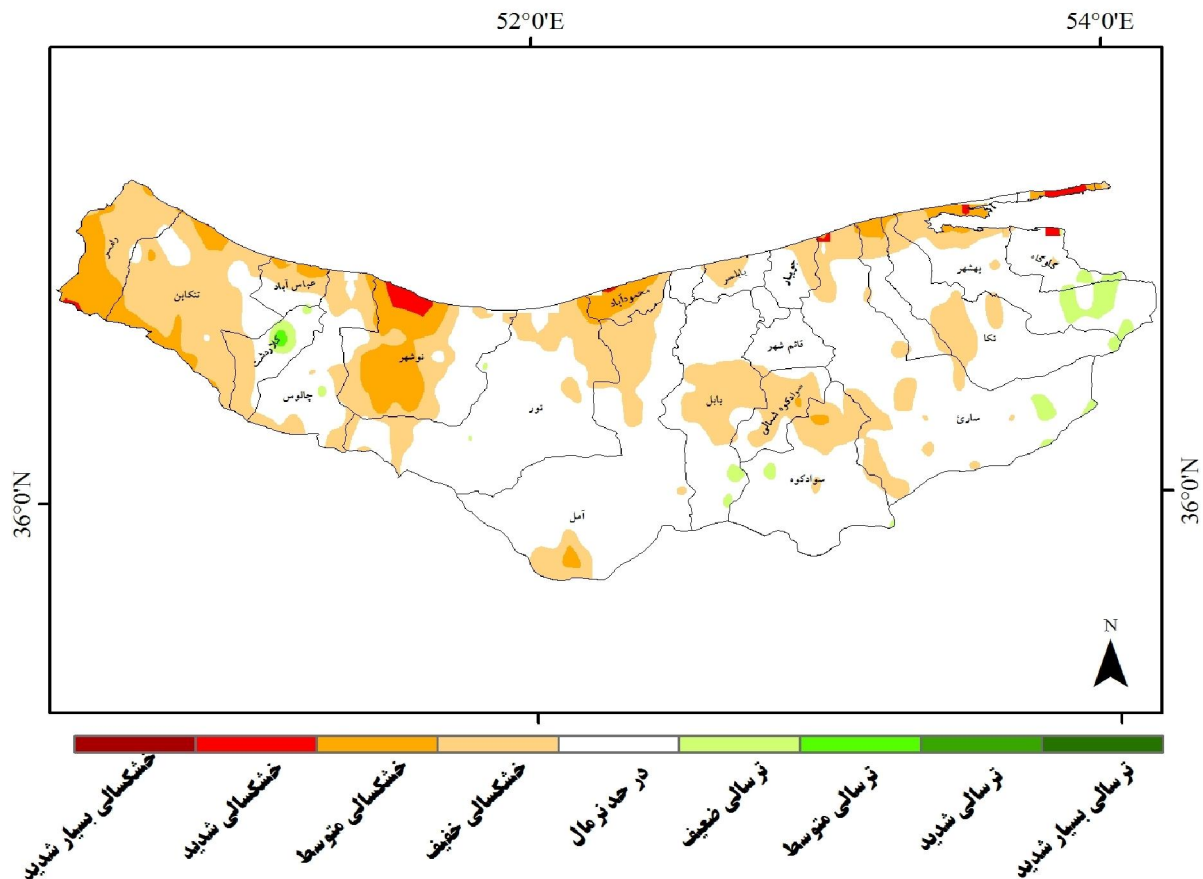 52°0'E
54°0'E
رامسر
تنکابن
عباس آباد
کلاردشت
چالوس
نوشهر
نور
محمودآباد
آمل
بابلسر
بابل
جویبار
قائم شهر
سوادکوه شمالی
سوادکوه
بهشهر
گلوگاه
نکا
ساری
36°0'N
36°0'N
N
خشکسالی بسیار شدید
خشکسالی شدید
خشکسالی متوسط
خشکسالی خفیف
در حد نرمال
ترسالی ضعیف
ترسالی متوسط
ترسالی شدید
ترسالی بسیار شدید